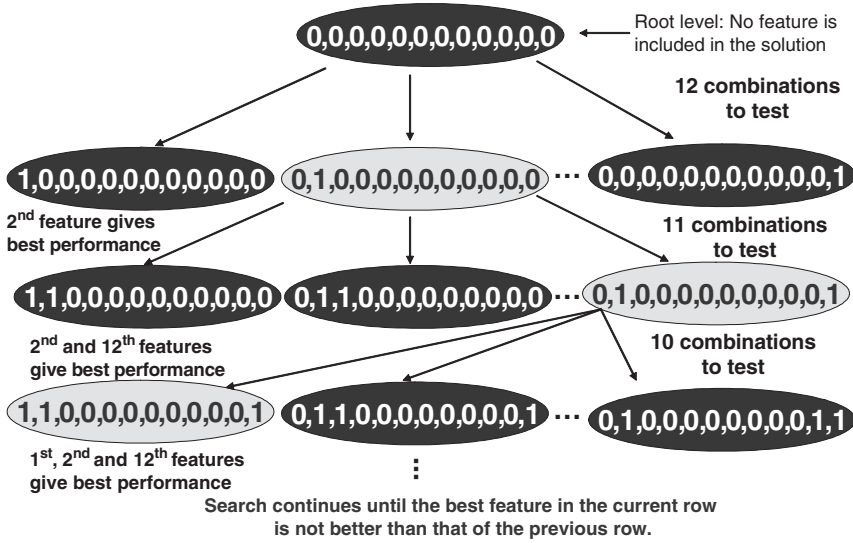 0,0,0,0,0,0,0,0,0,0,0,0
Root level: No feature is
included in the solution
12 combinations
to test
1,0,0,0,0,0,0,0,0,0,0,0
0,1,0,0,0,0,0,0,0,0,0,0
...
0,0,0,0,0,0,0,0,0,0,0,1
2nd feature gives
best performance
11 combinations
to test
1,1,0,0,0,0,0,0,0,0,0,0
0,1,1,0,0,0,0,0,0,0,0,0
...
0,1,0,0,0,0,0,0,0,0,0,1
2nd and 12th features
give best performance
10 combinations
to test
1,1,0,0,0,0,0,0,0,0,0,1
0,1,1,0,0,0,0,0,0,0,0,1
...
0,1,0,0,0,0,0,0,0,0,1,1
1st, 2nd and 12th features
give best performance
⋮
Search continues until the best feature in the current row
is not better than that of the previous row.